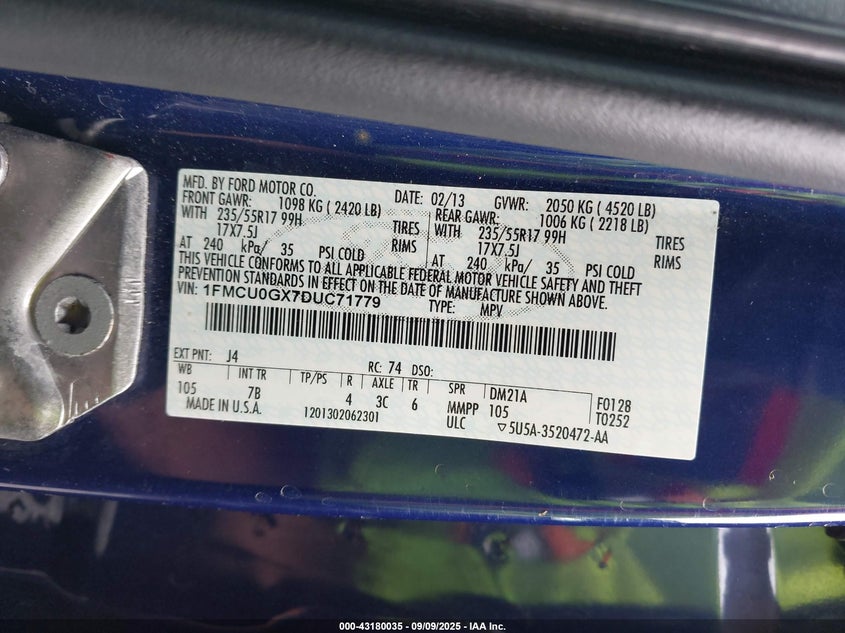 MFD. BY FORD MOTOR CO. DATE: 02/13 GVWR: 2050 KG ( 4520 LB)
FRONT GAWR: 1098 KG ( 2420 LB) REAR GAWR: 1006 KG ( 2218 LB)
WITH 235/55R17 99H TIRES WITH 235/55R17 99H TIRES
17X7.5J RIMS 17X7.5J RIMS
AT 240 kPa/ 35 PSI COLD AT 240 kPa/ 35 PSI COLD
THIS VEHICLE CONFORMS TO ALL APPLICABLE FEDERAL MOTOR VEHICLE SAFETY AND THEFT
PREVENTION STANDARDS IN EFFECT ON THE DATE OF MANUFACTURE SHOWN ABOVE.
VIN: 1FMCU0GX7DUC71779 TYPE: MPV
EXT PNT: J4 RC: 74 DSO:
WB INT TR TP/PS R AXLE TR SPR DM21A F0128
105 7B 4 3C 6 MMPP 105 T0252
MADE IN U.S.A. 1201302062301 ULC ▽5U5A-3520472-AA
000-43180035 - 09/09/2025 - IAA Inc.